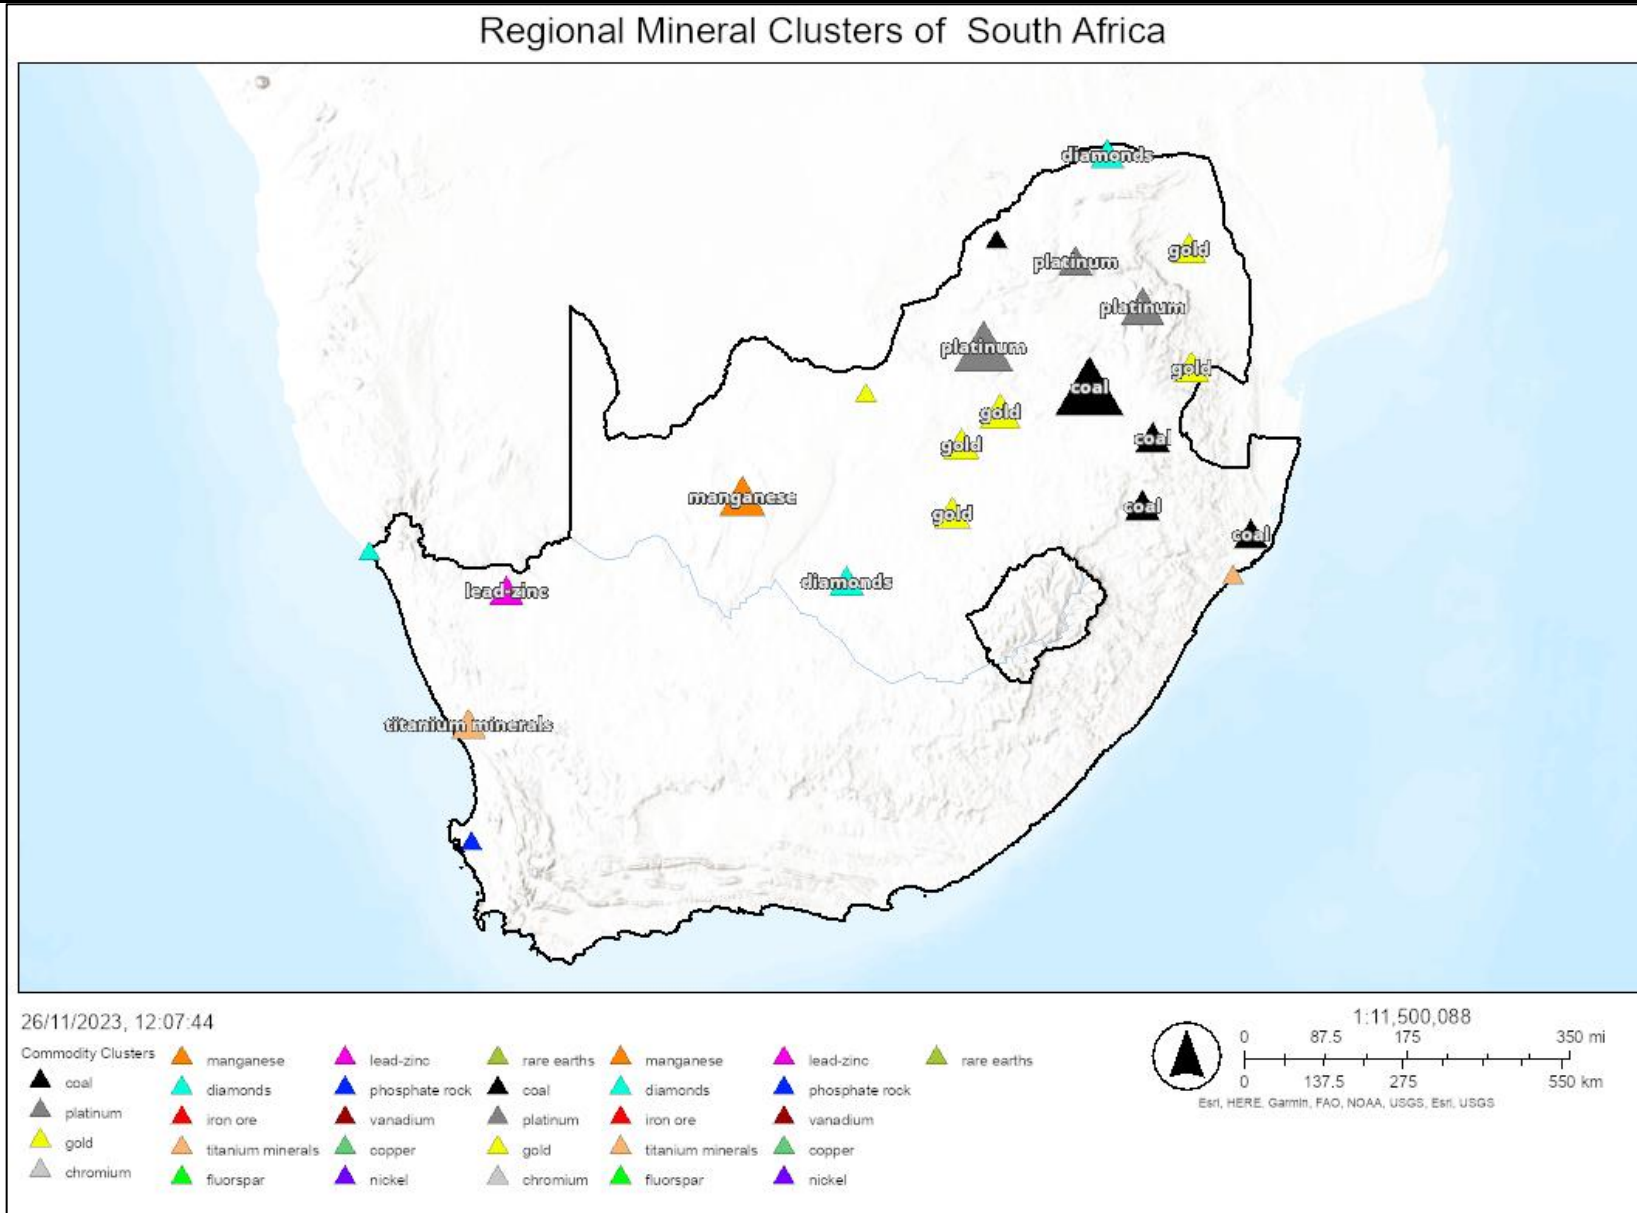 Regional Mineral Clusters of South Africa
diamonds
platinum
gold
platinum
platinum
gold
coal
gold
gold
coal
manganese
gold
coal
coal
diamonds
lead-zinc
titanium minerals
26/11/2023, 12:07:44
Commodity Clusters
coal
platinum
gold
chromium
manganese
diamonds
iron ore
titanium minerals
fluorspar
lead-zinc
phosphate rock
vanadium
copper
nickel
rare earths
coal
platinum
gold
chromium
manganese
diamonds
iron ore
titanium minerals
fluorspar
lead-zinc
phosphate rock
vanadium
copper
nickel
rare earths
1:11,500,088
0 87.5 175 350 mi
0 137.5 275 550 km
Esri, HERE, Garmin, FAO, NOAA, USGS, Esri, USGS